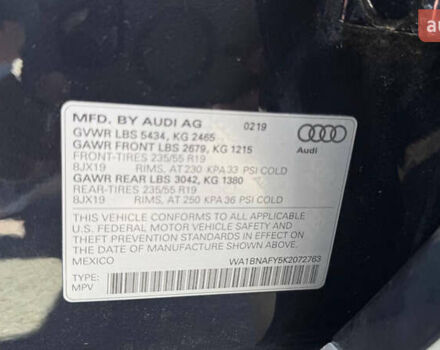 MFD. BY AUDI AG 02/19
GVWR LBS 5434, KG 2465
GAWR FRONT LBS 2679, KG 1215
FRONT-TIRES 235/55 R19
8JX19 RIMS, AT 230 KPA 33 PSI COLD
GAWR REAR LBS 3042, KG 1380
REAR-TIRES 235/55 R19
8JX19 RIMS, AT 250 KPA 36 PSI COLD
Audi
THIS VEHICLE CONFORMS TO ALL APPLICABLE
U.S. FEDERAL MOTOR VEHICLE SAFETY AND
THEFT PREVENTION STANDARDS IN EFFECT ON
THE DATE OF MANUFACTURE SHOWN ABOVE.
MEXICO WA1BNAFY5K2072763
TYPE:
MPV